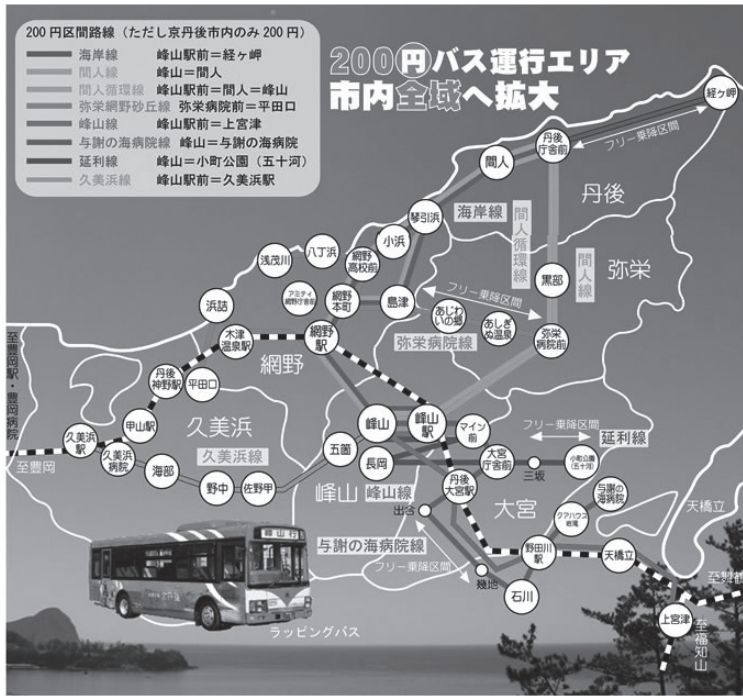 200円区間路線（ただし京丹後市内のみ200円）
海岸線 峰山駅前＝経ヶ岬
間人線 峰山＝間人
間人循環線 峰山駅前＝間人＝峰山
弥栄網野砂丘線 弥栄病院前＝平田口
峰山線 峰山駅前＝上宮津
与謝の海病院線 峰山＝与謝の海病院
延利線 峰山＝小町公園（五十河）
久美浜線 峰山駅前＝久美浜駅
200円バス運行エリア
市内全域へ拡大
経ヶ岬
フリー乗降区間
丹後庁舎前
間人
丹後
琴引浜
海岸線
小浜
間人循環線
間人線
弥栄
八丁浜
浅茂川
網野高校前
黒部
アミティ網野庁舎前
網野本町
島津
フリー乗降区間
浜詰
あじわいの郷
あしぎぬ温泉
弥栄病院前
弥栄病院線
木津温泉駅
網野駅
網野
至豊岡駅・豊岡病院
丹後神野駅
平田口
久美浜
甲山駅
峰山
峰山駅
マイン前
フリー乗降区間
延利線
久美浜駅
久美浜病院
五箇
長岡
大宮庁舎前
三坂
小町公園（五十河）
至豊岡
海部
久美浜線
野中
佐野甲
峰山
峰山線
丹後大宮駅
大宮
与謝の海病院
出合
クアハウス岩滝
天橋立
与謝の海病院線
野田川駅
天橋立
フリー乗降区間
幾地
石川
至舞鶴
上宮津
至福知山
峰山行
ラッピングバス